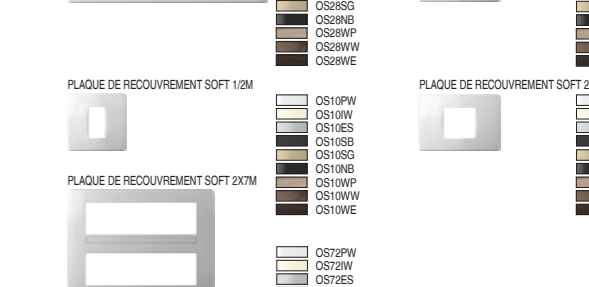 OS28SG
OS28NB
OS28WP
OS28WW
OS28WE
PLAQUE DE RECOUVREMENT SOFT 1/2M
OS10PW
OS10IW
OS10ES
OS10SB
OS10SG
OS10NB
OS10WP
OS10WW
OS10WE
PLAQUE DE RECOUVREMENT SOFT 2
PLAQUE DE RECOUVREMENT SOFT 2X7M
OS72PW
OS72IW
OS72ES